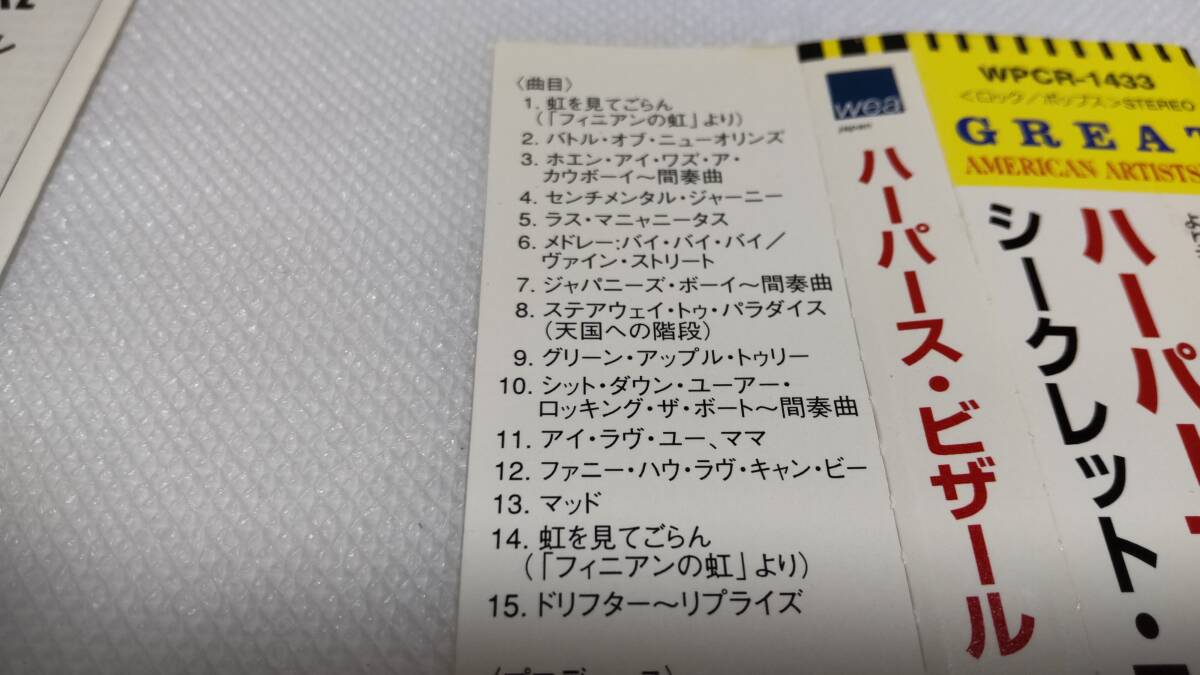 〈曲目〉
1. 虹を見てごらん
(「フィニアンの虹」より)
2. バトル・オブ・ニューオリンズ
3. ホエン・アイ・ワズ・ア・
カウボーイ～間奏曲
4. センチメンタル・ジャーニー
5. ラス・マニャニータス
6. メドレー:バイ・バイ・バイ／
ヴァイン・ストリート
7. ジャパニーズ・ボーイ～間奏曲
8. ステアウェイ・トゥ・パラダイス
(天国への階段)
9. グリーン・アップル・トゥリー
10. シット・ダウン・ユーアー・
ロッキング・ザ・ボート～間奏曲
11. アイ・ラヴ・ユー、ママ
12. ファニー・ハウ・ラヴ・キャン・ビー
13. マッド
14. 虹を見てごらん
(「フィニアンの虹」より)
15. ドリフター～リプライズ
wea
japan
ハーパース・ビザール
WPCR-1433
＜ロック／ポップス＞STEREO
GREAT
AMERICAN ARTISTS
ハーパー
シークレット・